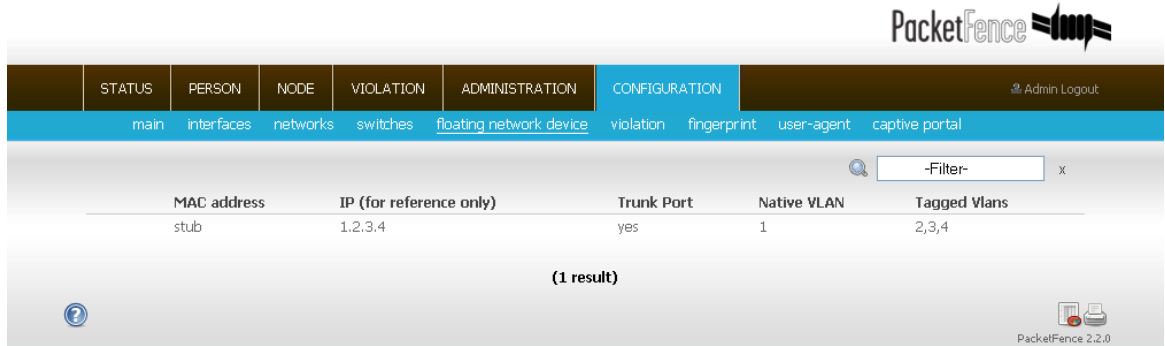 PacketFence
STATUS PERSON NODE VIOLATION ADMINISTRATION CONFIGURATION Admin Logout
main interfaces networks switches floating network device violation fingerprint user-agent captive portal
-Filter- x
MAC address IP (for reference only) Trunk Port Native VLAN Tagged Vlans
stub 1.2.3.4 yes 1 2,3,4
(1 result)
?
PacketFence 2.2.0